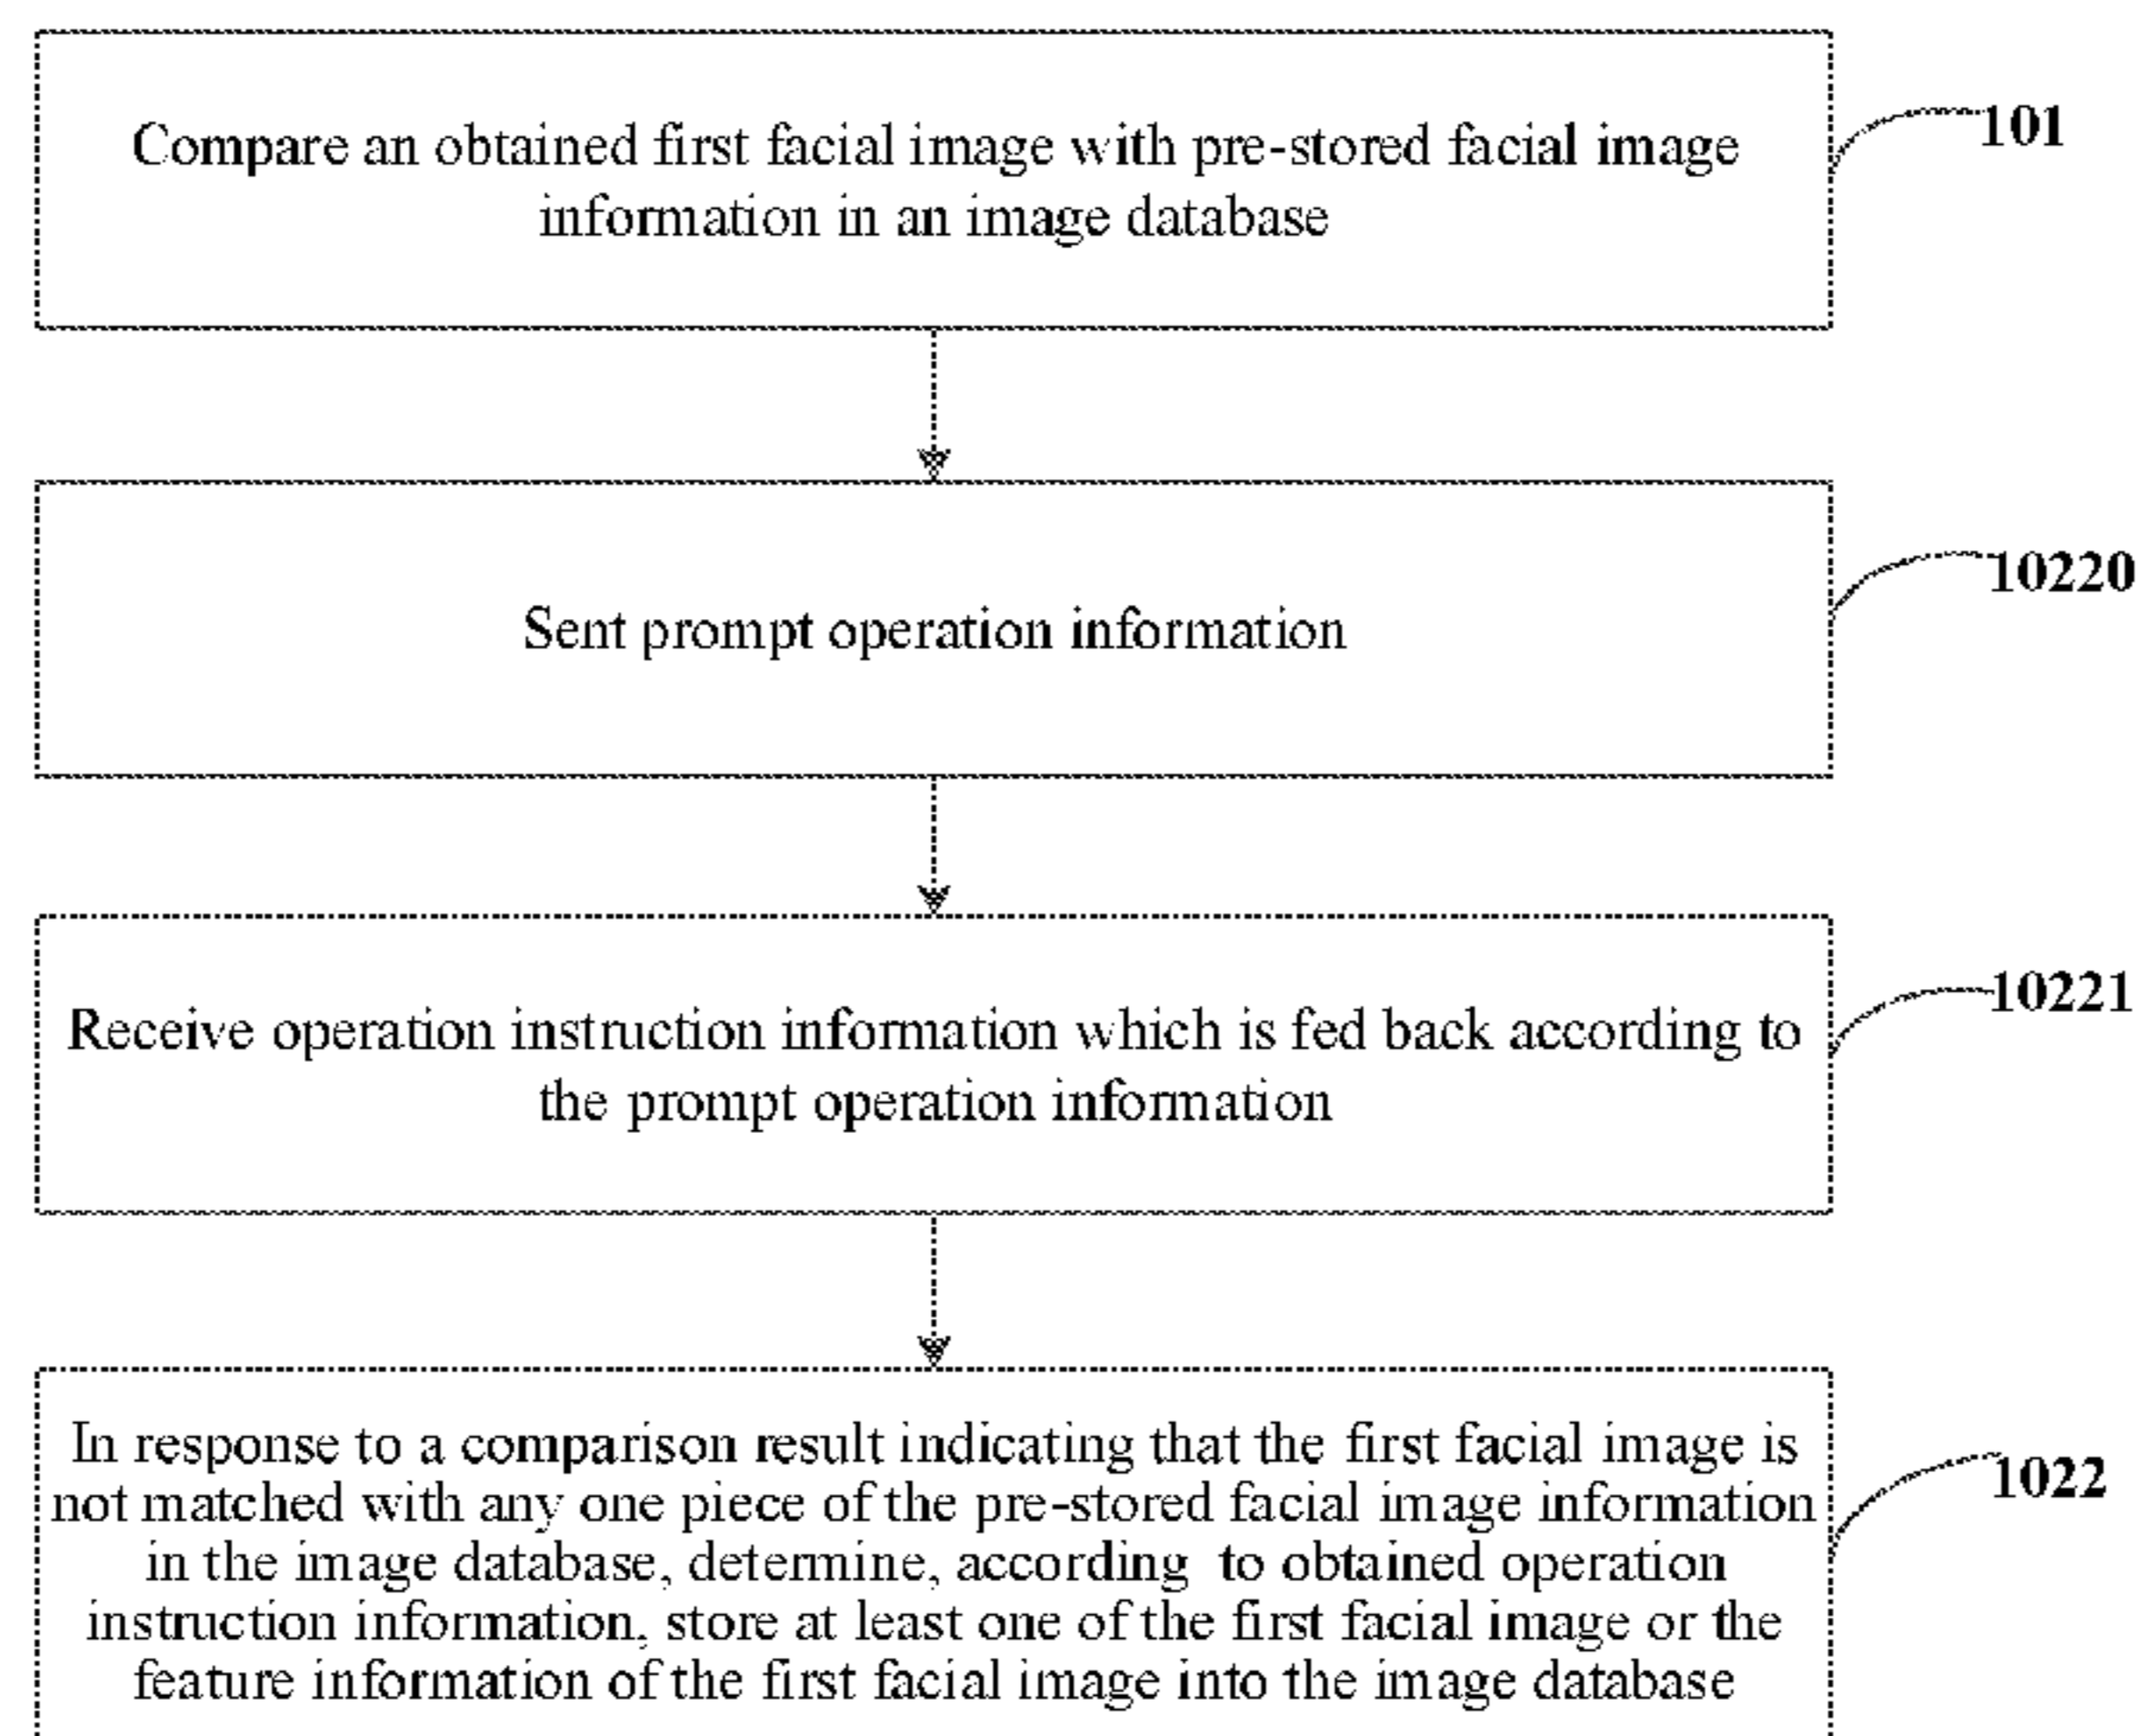 Compare an obtained first facial image with pre-stored facial image
information in an image database
101
Sent prompt operation information
10220
Receive operation instruction information which is fed back according to
the prompt operation information
10221
In response to a comparison result indicating that the first facial image is
not matched with any one piece of the pre-stored facial image information
in the image database, determine, according to obtained operation
instruction information, store at least one of the first facial image or the
feature information of the first facial image into the image database
1022